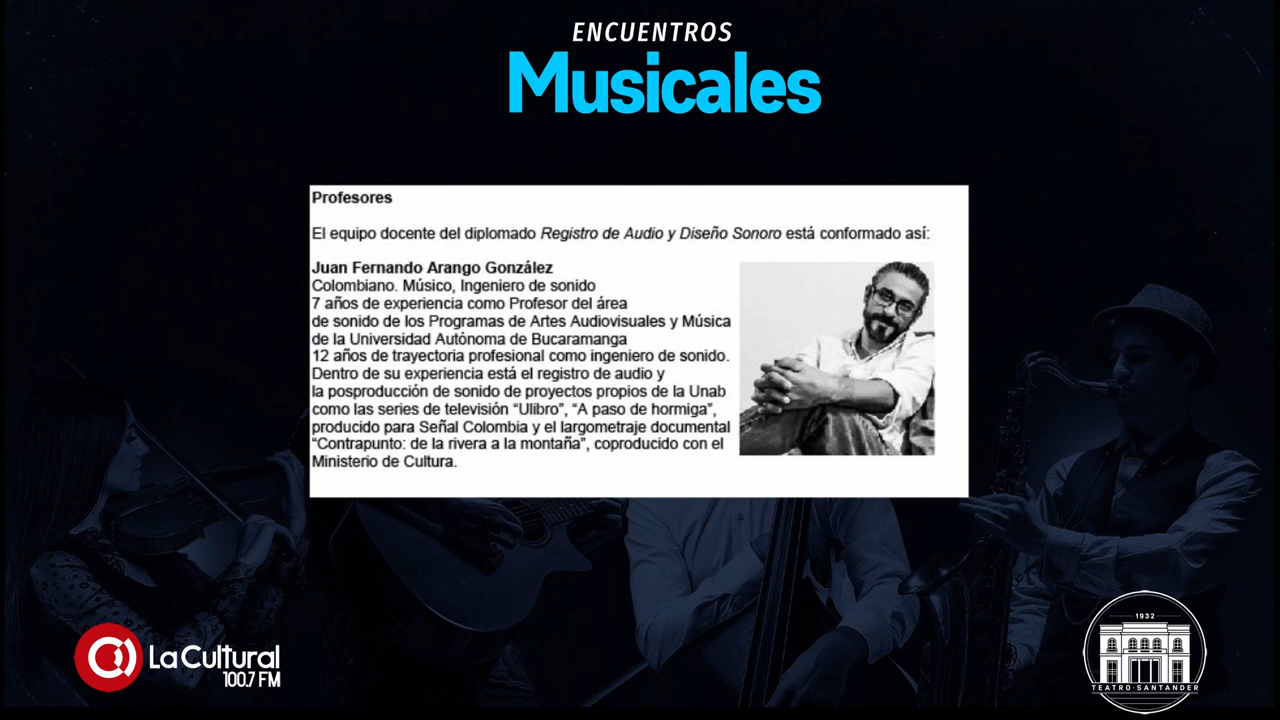 ENCUENTROS
Musicales
Profesores
El equipo docente del diplomado Registro de Audio y Diseño Sonoro está conformado así:
Juan Fernando Arango González
Colombiano. Músico, Ingeniero de sonido
7 años de experiencia como Profesor del área
de sonido de los Programas de Artes Audiovisuales y Música
de la Universidad Autónoma de Bucaramanga
12 años de trayectoria profesional como ingeniero de sonido.
Dentro de su experiencia está el registro de audio y
la posproducción de sonido de proyectos propios de la Unab
como las series de televisión “Ulibro”, “A paso de hormiga”,
producido para Señal Colombia y el largometraje documental
“Contrapunto: de la rivera a la montaña”, coproducido con el
Ministerio de Cultura.
La Cultural
100.7 FM
1932
TEATRO·SANTANDER